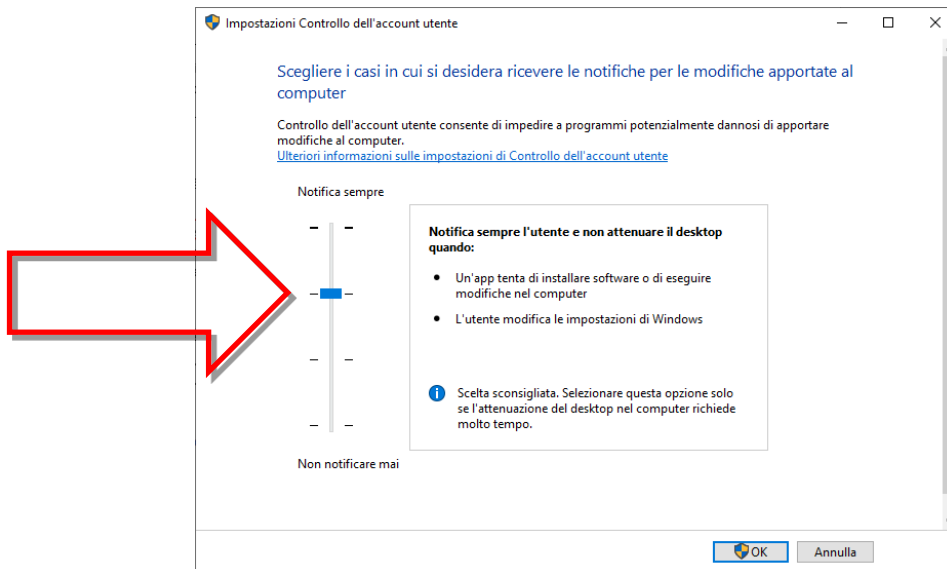 Impostazioni Controllo dell'account utente
Scegliere i casi in cui si desidera ricevere le notifiche per le modifiche apportate al
computer
Controllo dell'account utente consente di impedire a programmi potenzialmente dannosi di apportare
modifiche al computer.
Ulteriori informazioni sulle impostazioni di Controllo dell'account utente
Notifica sempre
Notifica sempre l'utente e non attenuare il desktop
quando:
Un'app tenta di installare software o di eseguire
modifiche nel computer
L'utente modifica le impostazioni di Windows
Scelta sconsigliata. Selezionare questa opzione solo
se l'attenuazione del desktop nel computer richiede
molto tempo.
Non notificare mai
OK
Annulla